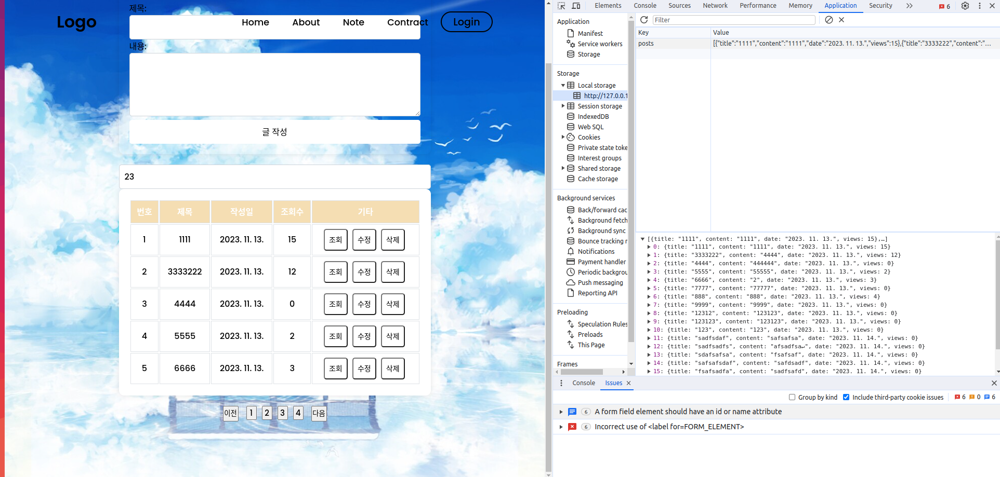 제목:
Logo
Home
About
Note
Contract
Login
내용:
글 작성
23
번호 제목 작성일 조회수 기타
1 1111 2023. 11. 13. 15 조회 수정 삭제
2 3333222 2023. 11. 13. 12 조회 수정 삭제
3 4444 2023. 11. 13. 0 조회 수정 삭제
4 5555 2023. 11. 13. 2 조회 수정 삭제
5 6666 2023. 11. 13. 3 조회 수정 삭제
이전 1 2 3 4 다음
Elements Console Sources Network Performance Memory Application Security 6
Application
Manifest
Service workers
Storage
Storage
Local storage
http://127.0.0.1
Session storage
IndexedDB
Web SQL
Cookies
Private state toke
Interest groups
Shared storage
Cache storage
Background services
Back/forward cac
Background fetch
Background sync
Bounce tracking r
Notifications
Payment handler
Periodic backgrou
Push messaging
Reporting API
Preloading
Speculation Rules
Preloads
This Page
Frames
Filter
Key Value
posts [{"title":"1111","content":"1111","date":"2023. 11. 13.","views":15},{"title":"3333222","content":"...
[{title: "1111", content: "1111", date: "2023. 11. 13.", views: 15},…]
0: {title: "1111", content: "1111", date: "2023. 11. 13.", views: 15}
1: {title: "3333222", content: "4444", date: "2023. 11. 13.", views: 12}
2: {title: "4444", content: "444444", date: "2023. 11. 13.", views: 0}
3: {title: "5555", content: "55555", date: "2023. 11. 13.", views: 2}
4: {title: "6666", content: "2", date: "2023. 11. 13.", views: 3}
5: {title: "7777", content: "77777", date: "2023. 11. 13.", views: 0}
6: {title: "888", content: "888", date: "2023. 11. 13.", views: 4}
7: {title: "9999", content: "9999", date: "2023. 11. 13.", views: 0}
8: {title: "12312", content: "123123", date: "2023. 11. 13.", views: 0}
9: {title: "123123", content: "123123", date: "2023. 11. 13.", views: 0}
10: {title: "123", content: "123", date: "2023. 11. 13.", views: 0}
11: {title: "sadfsdaf", content: "safsafsa", date: "2023. 11. 14.", views: 0}
12: {title: "sadfsadfs", content: "afsadfsa↵", date: "2023. 11. 14.", views: 0}
13: {title: "sdafsafsa", content: "fsafsaf", date: "2023. 11. 14.", views: 0}
14: {title: "safsafsdaf", content: "safdsadf", date: "2023. 11. 14.", views: 0}
15: {title: "fsafsadfa", content: "sadfsafd", date: "2023. 11. 14.", views: 0}
Console Issues
Group by kind Include third-party cookie issues 6 0 6
6 A form field element should have an id or name attribute
6 Incorrect use of <label for=FORM_ELEMENT>